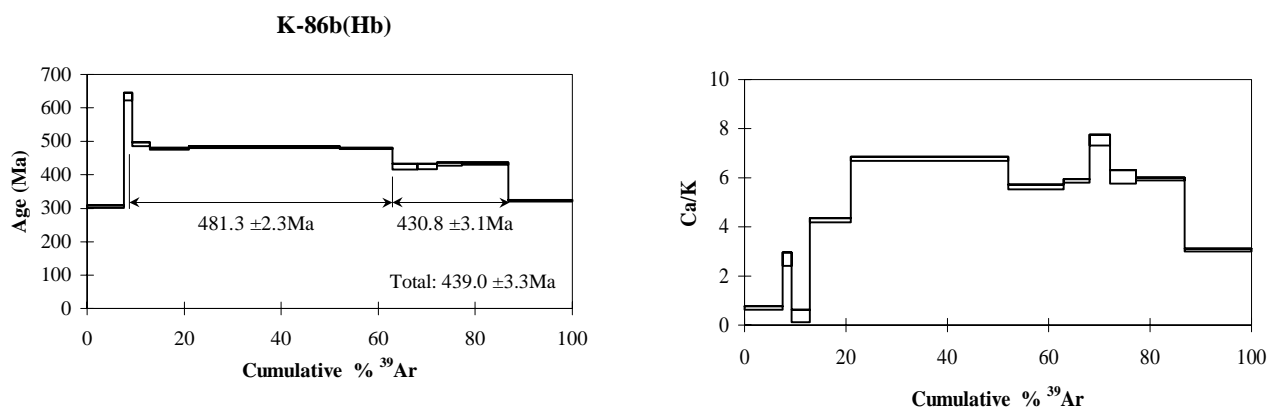 K-86b(Hb)
700
600
500
400
300
200
100
0
Age (Ma)
481.3 ±2.3Ma
430.8 ±3.1Ma
Total: 439.0 ±3.3Ma
0 20 40 60 80 100
Cumulative % ³⁹Ar
10
8
6
4
2
0
Ca/K
0 20 40 60 80 100
Cumulative % ³⁹Ar